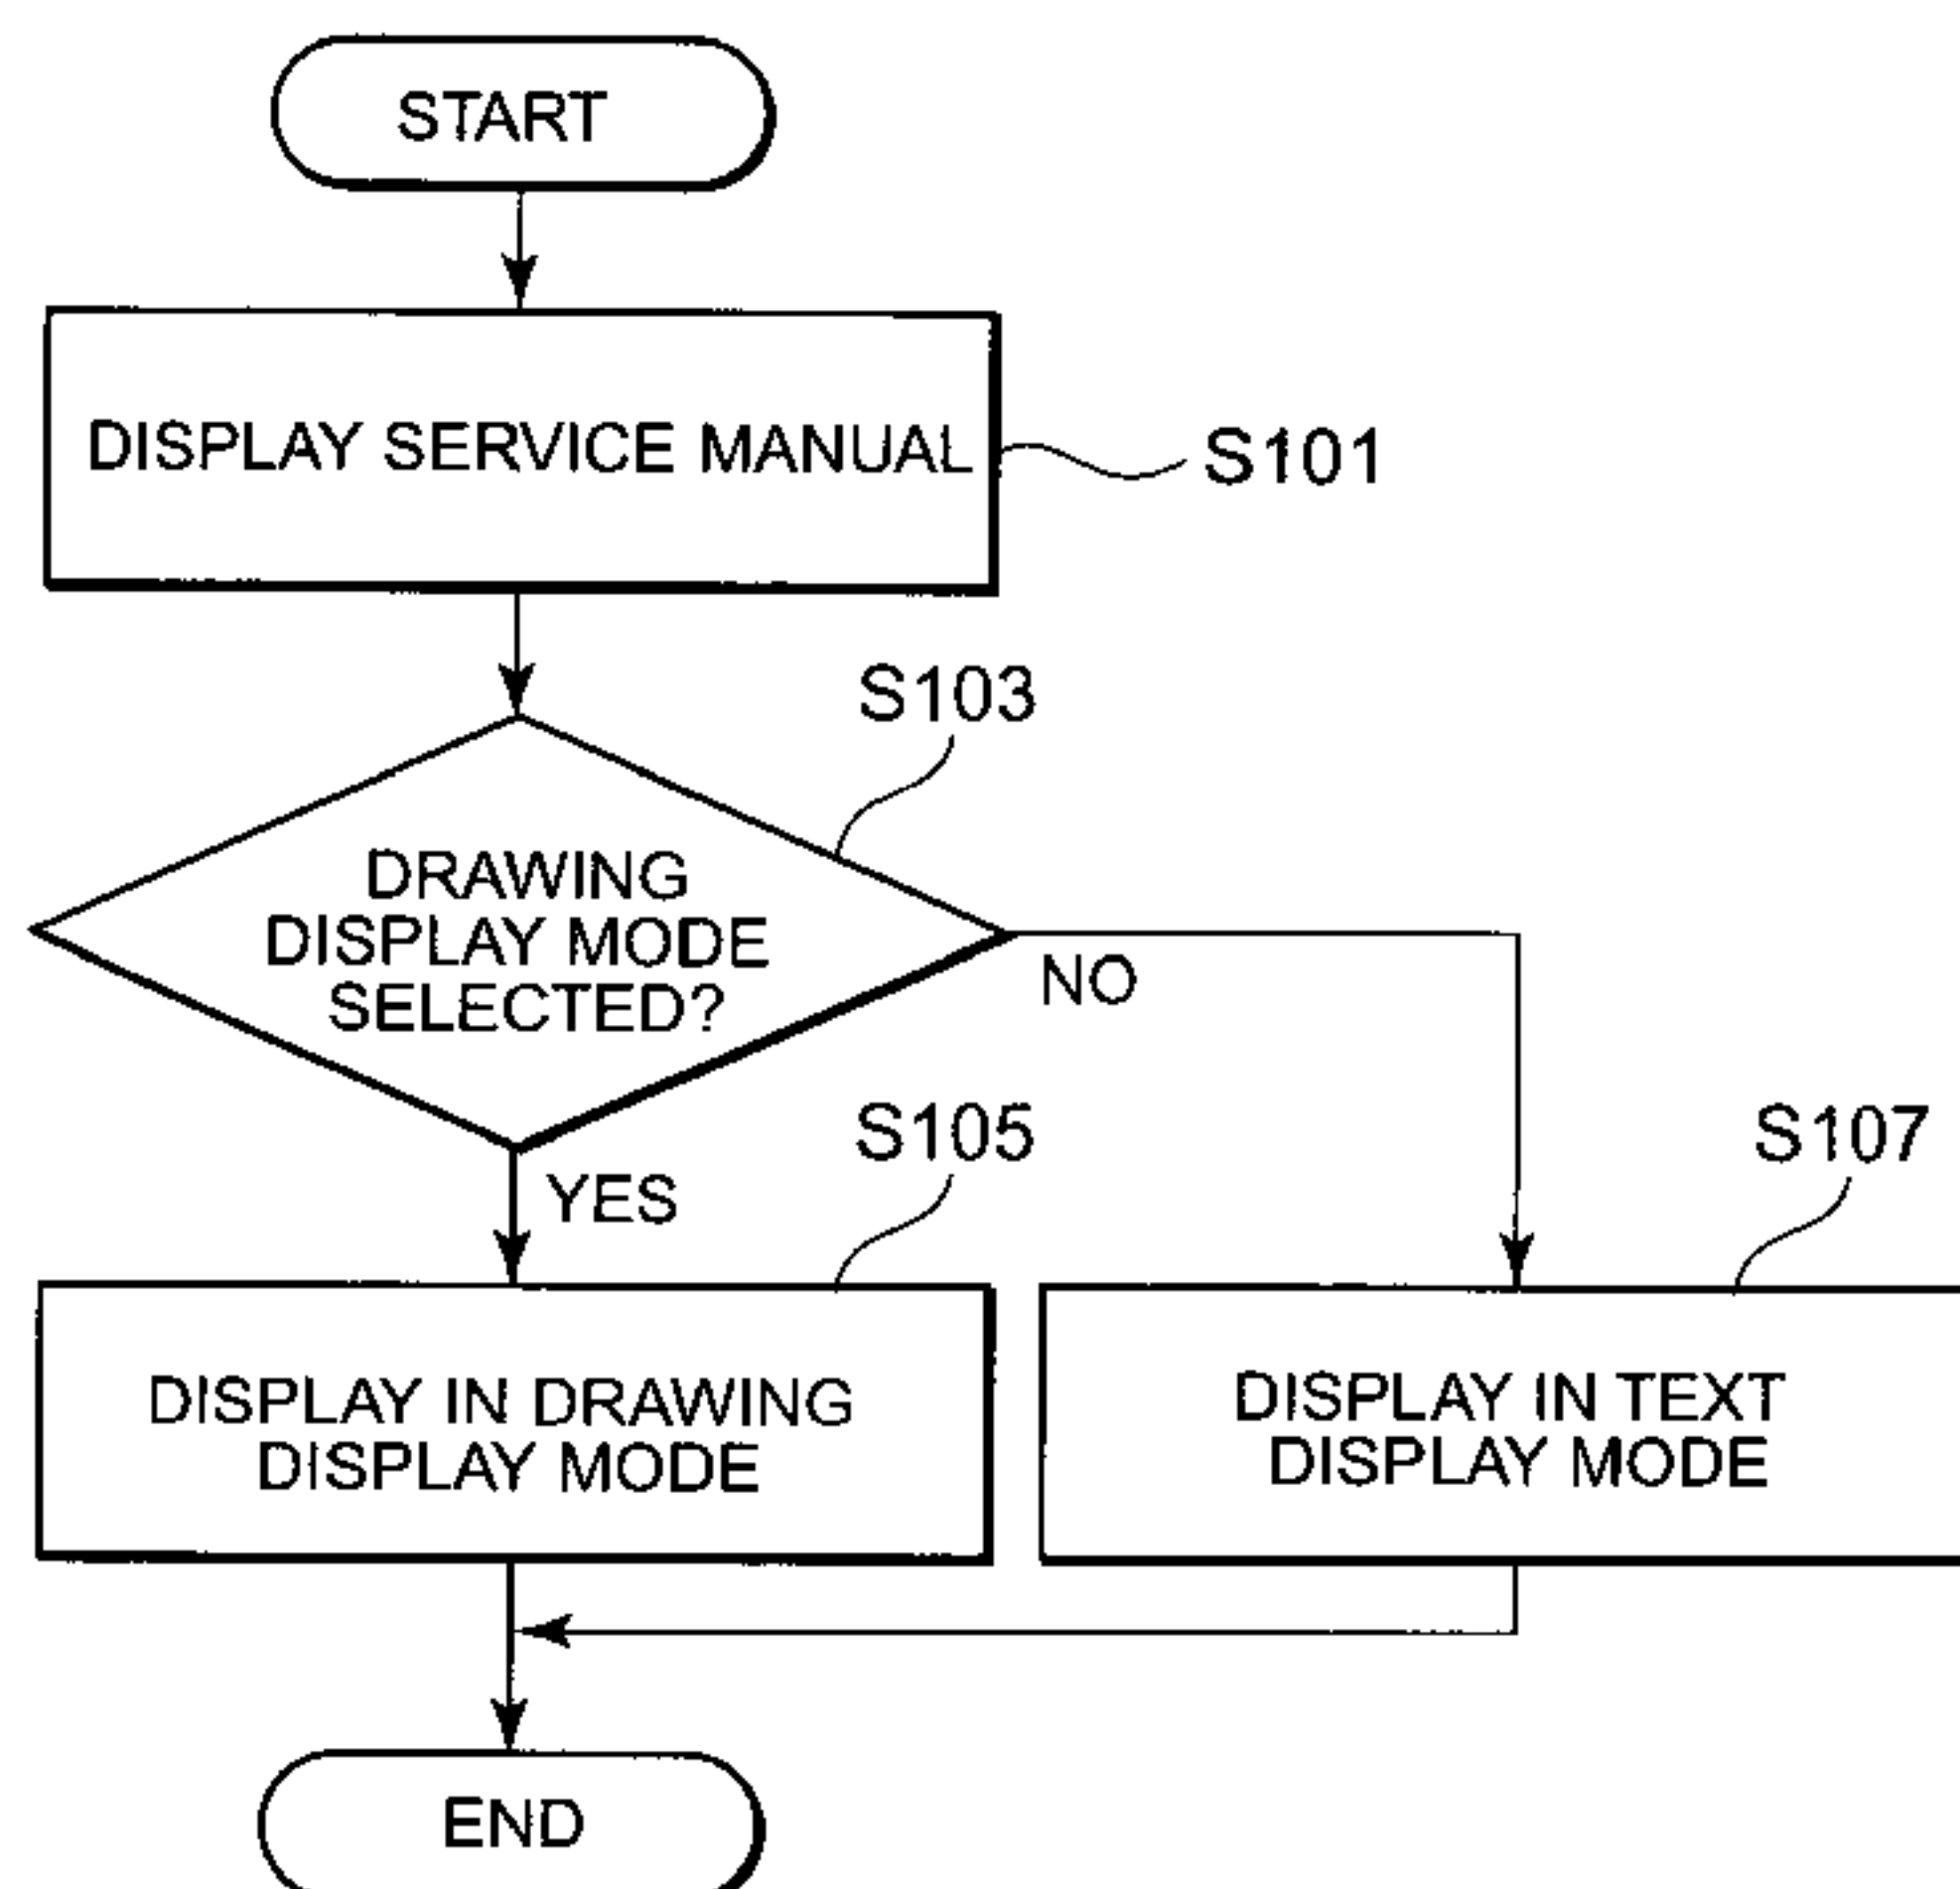 START
DISPLAY SERVICE MANUAL
S101
S103
DRAWING
DISPLAY MODE
SELECTED?
NO
YES
S105
S107
DISPLAY IN DRAWING
DISPLAY MODE
DISPLAY IN TEXT
DISPLAY MODE
END